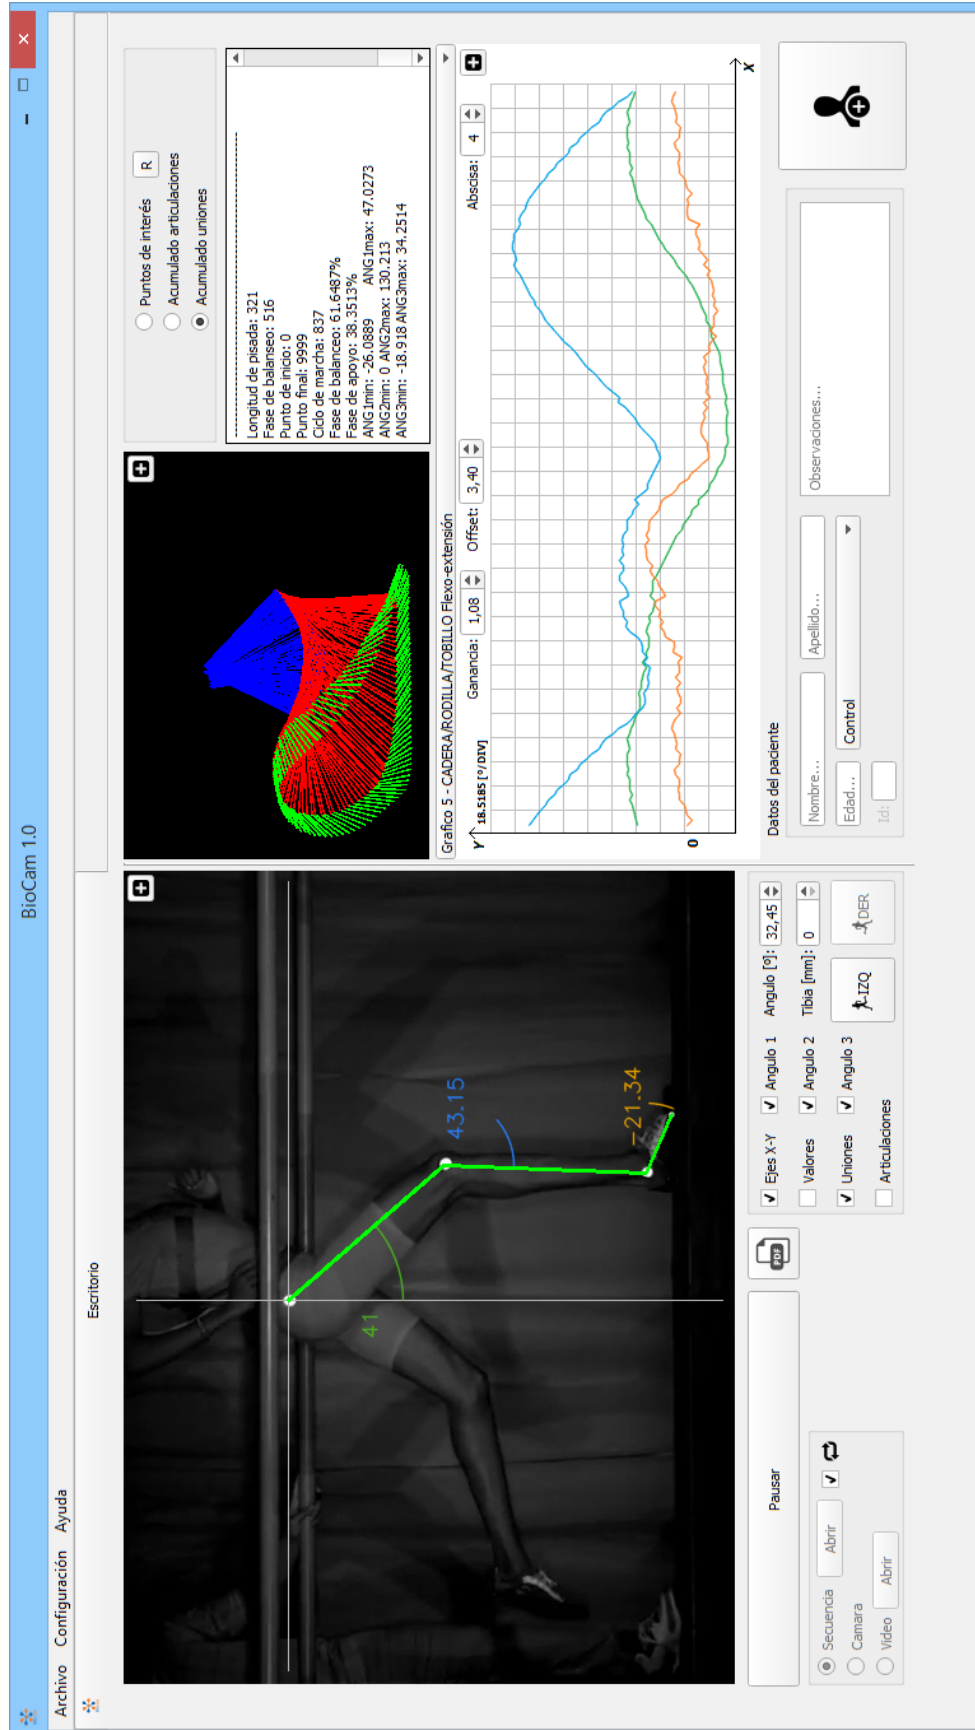 BioCam 1.0
Archivo Configuración Ayuda
Escritorio
41
43.15
-21.34
Pausar
PDF
Secuencia Abrir
Camara
Video Abrir
Ejes X-Y Angulo 1 Angulo [º]: 32,45
Valores Angulo 2 Tibia [mm]: 0
Uniones Angulo 3
Articulaciones
IZQ DER
Puntos de interés R
Acumulado articulaciones
Acumulado uniones
--------------------------------------------------
Longitud de pisada: 321
Fase de balanseo: 516
Punto de inicio: 0
Punto final: 9999
Ciclo de marcha: 837
Fase de balanceo: 61.6487%
Fase de apoyo: 38.3513%
ANG1min: -26.0889 ANG1max: 47.0273
ANG2min: 0 ANG2max: 130.213
ANG3min: -18.918 ANG3max: 34.2514
Grafico 5 - CADERA/RODILLA/TOBILLO Flexo-extensión
Ganancia: 1,08 Offset: 3,40 Abscisa: 4
Y 18.5185 [º/DIV]
0
X
Datos del paciente
Nombre... Apellido... Observaciones...
Edad... Control
Id: